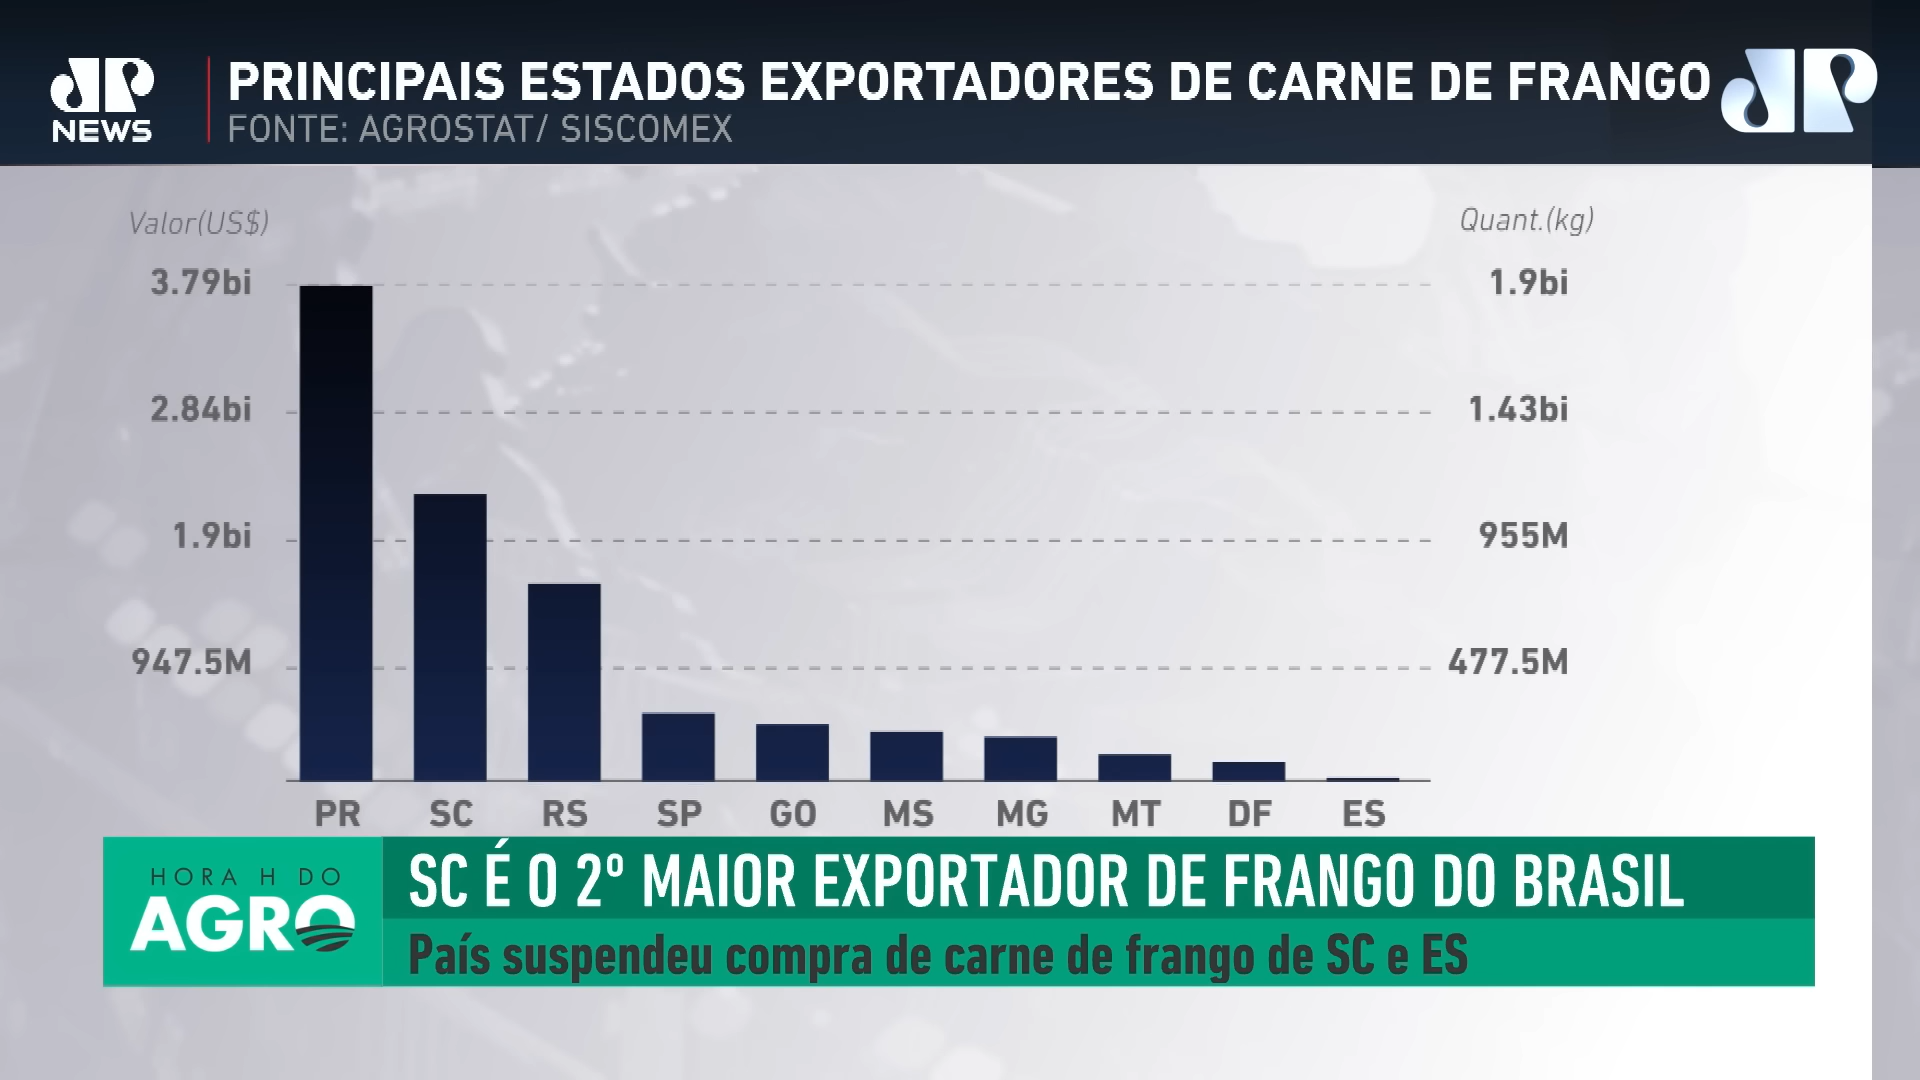 JP
NEWS
PRINCIPAIS ESTADOS EXPORTADORES DE CARNE DE FRANGO
JP
FONTE: AGROSTAT/ SISCOMEX
Valor(US$)
Quant.(kg)
3.79bi
1.9bi
2.84bi
1.43bi
1.9bi
955M
947.5M
477.5M
PR SC RS SP GO MS MG MT DF ES
HORA H DO
AGRO
SC É O 2º MAIOR EXPORTADOR DE FRANGO DO BRASIL
País suspendeu compra de carne de frango de SC e ES